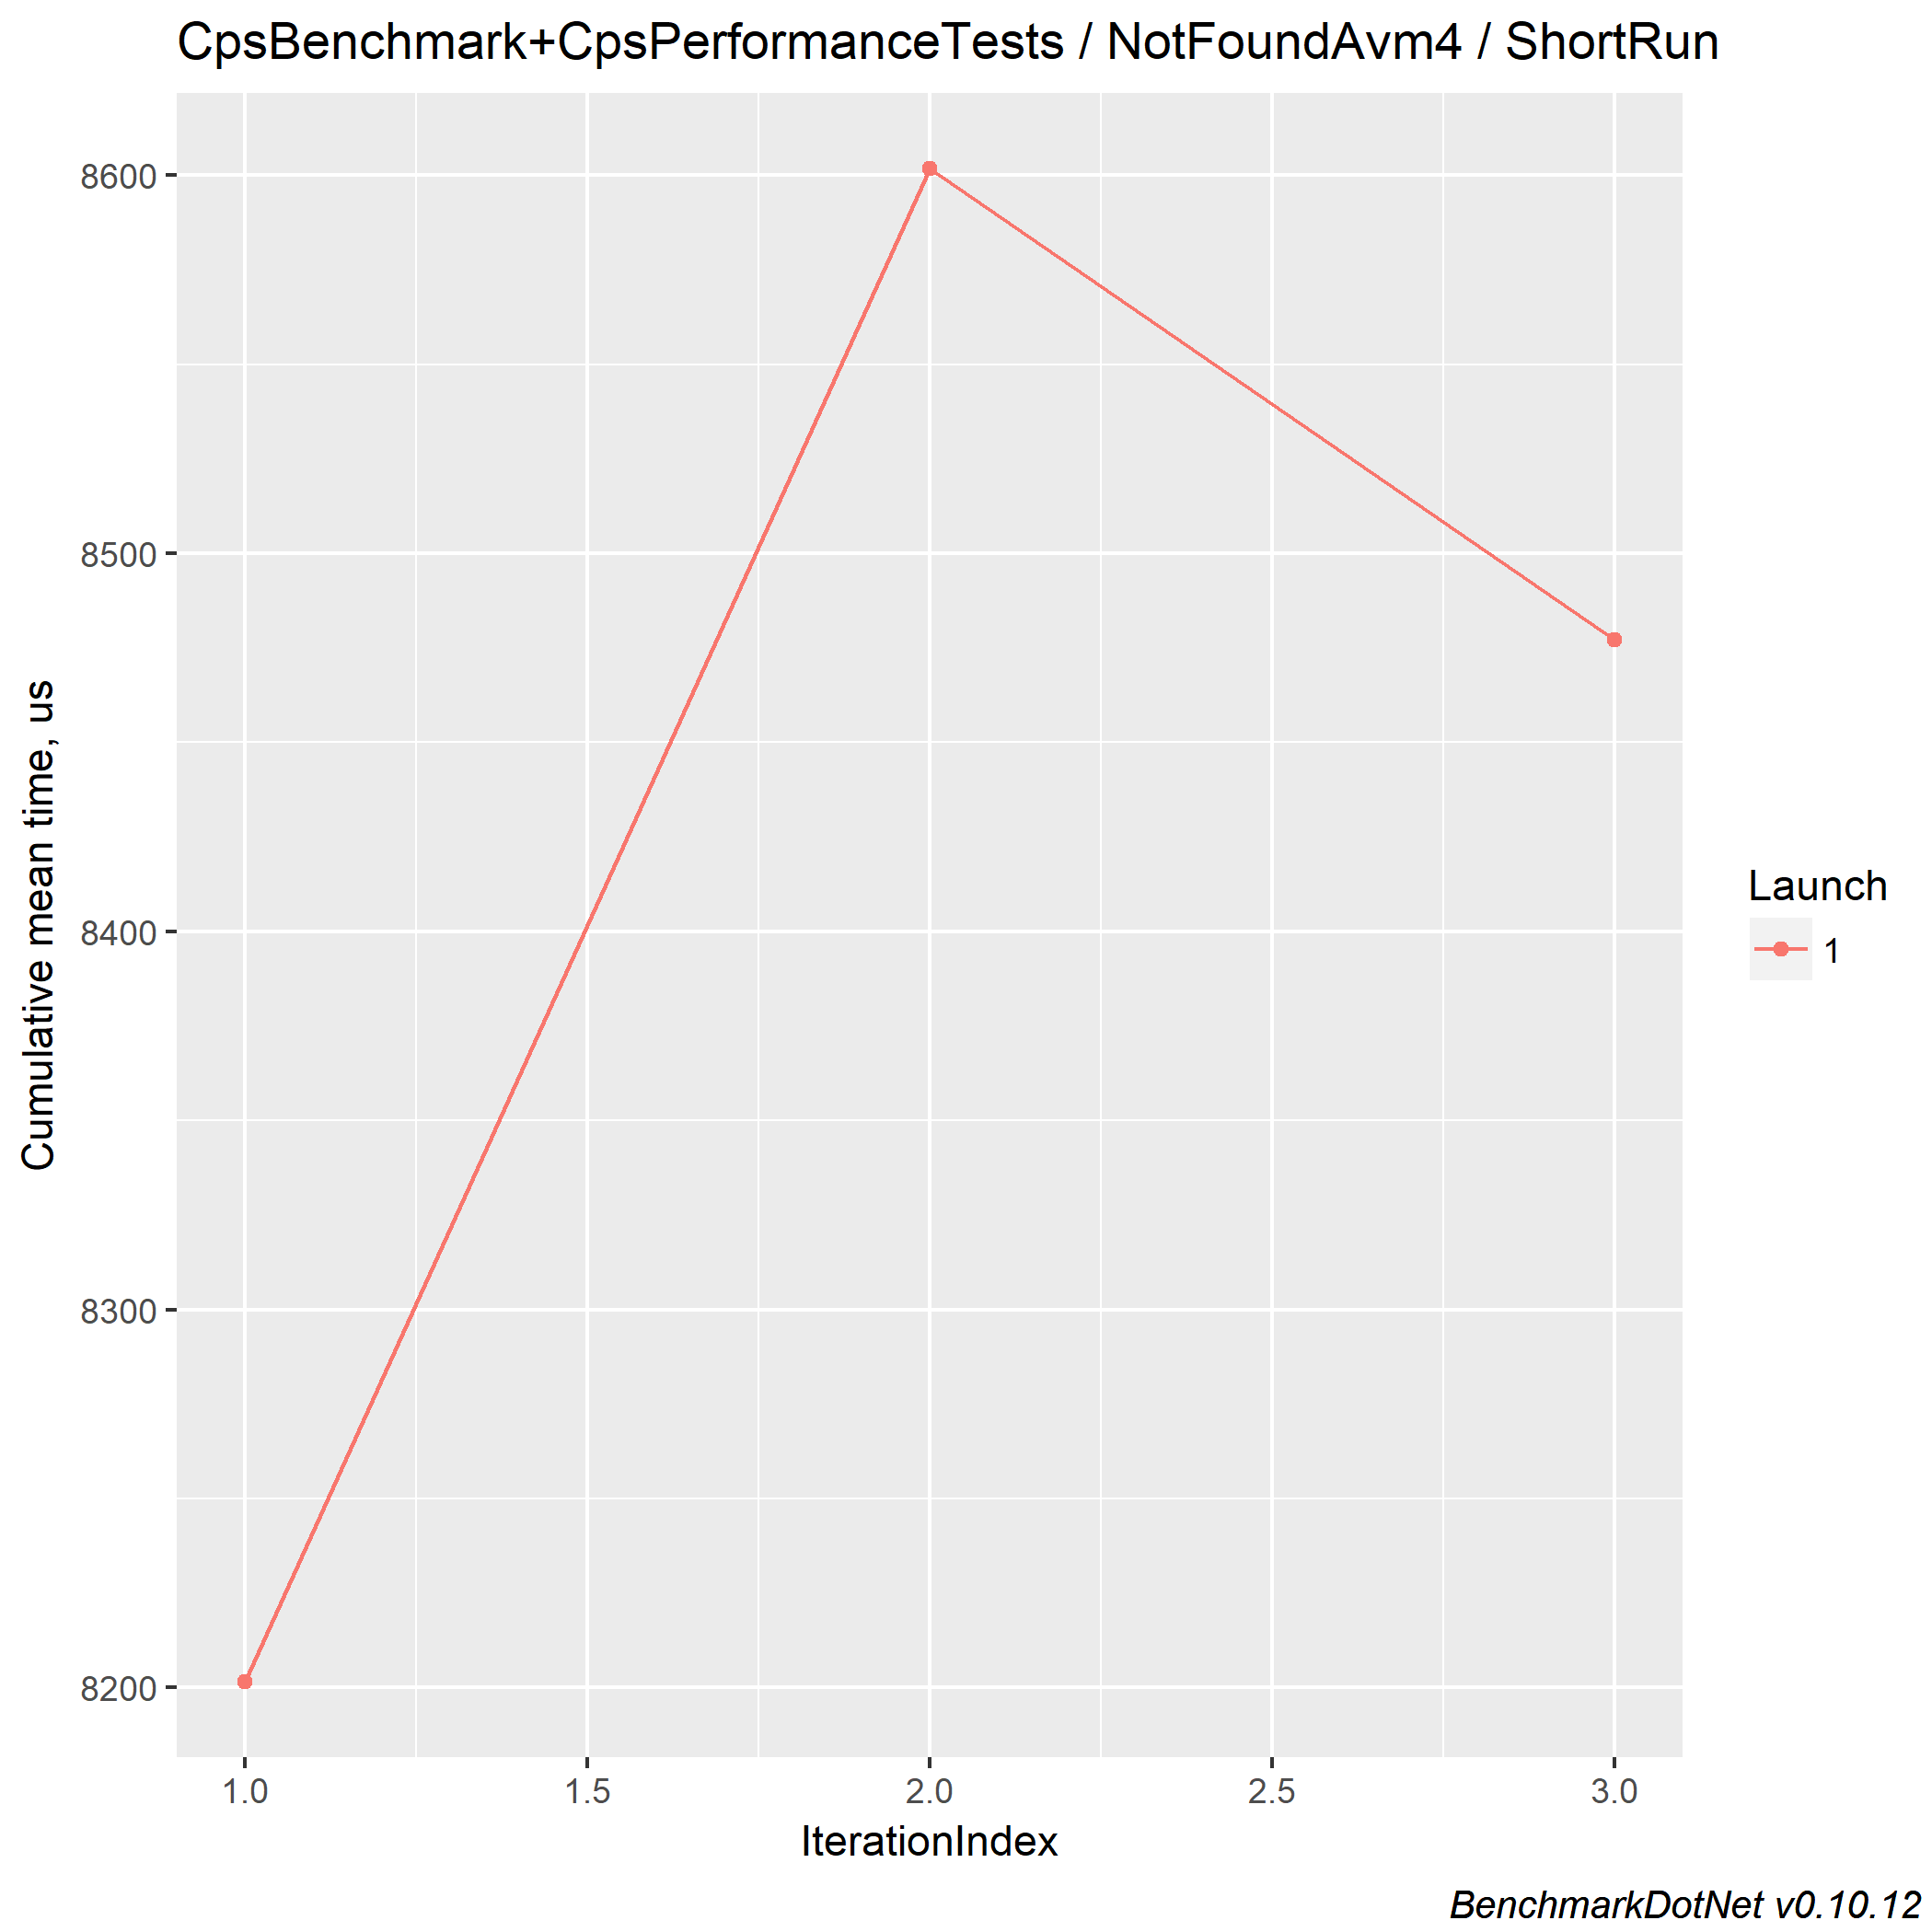 CpsBenchmark+CpsPerformanceTests / NotFoundAvm4 / ShortRun
8600
8500
8400
8300
8200
Cumulative mean time, us
1.0 1.5 2.0 2.5 3.0
IterationIndex
Launch
1
BenchmarkDotNet v0.10.12